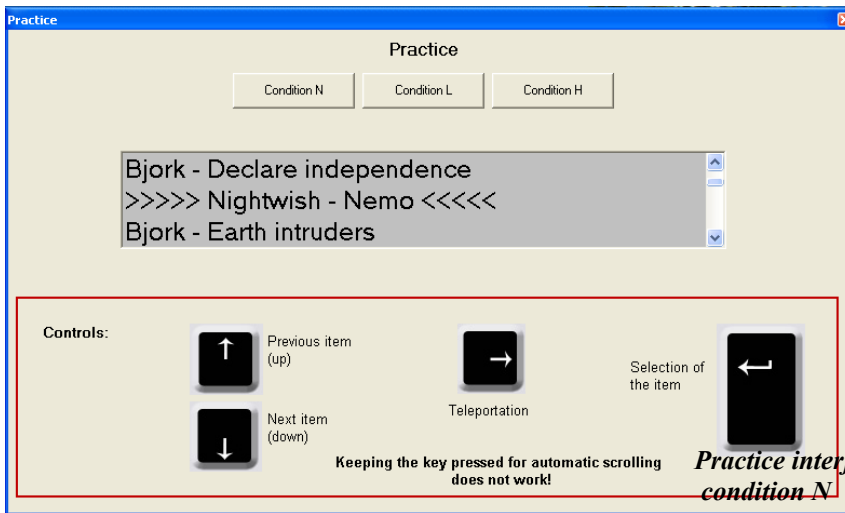 Practice
Practice
Condition N Condition L Condition H
Bjork - Declare independence
>>>>> Nightwish - Nemo <<<<<
Bjork - Earth intruders
Controls:
Previous item
(up)
Next item
(down)
Teleportation
Selection of
the item
Keeping the key pressed for automatic scrolling
does not work!
Practice
condition N